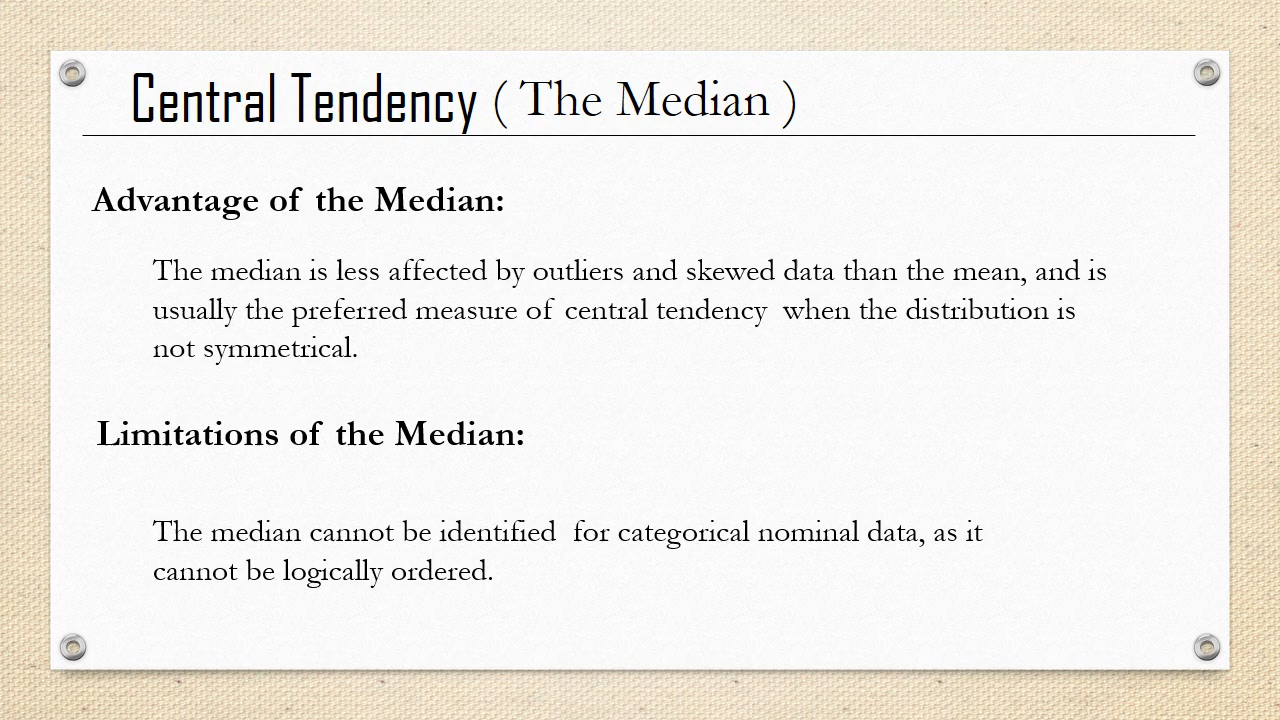 Central Tendency ( The Median )
Advantage of the Median:
The median is less affected by outliers and skewed data than the mean, and is
usually the preferred measure of central tendency when the distribution is
not symmetrical.
Limitations of the Median:
The median cannot be identified for categorical nominal data, as it
cannot be logically ordered.